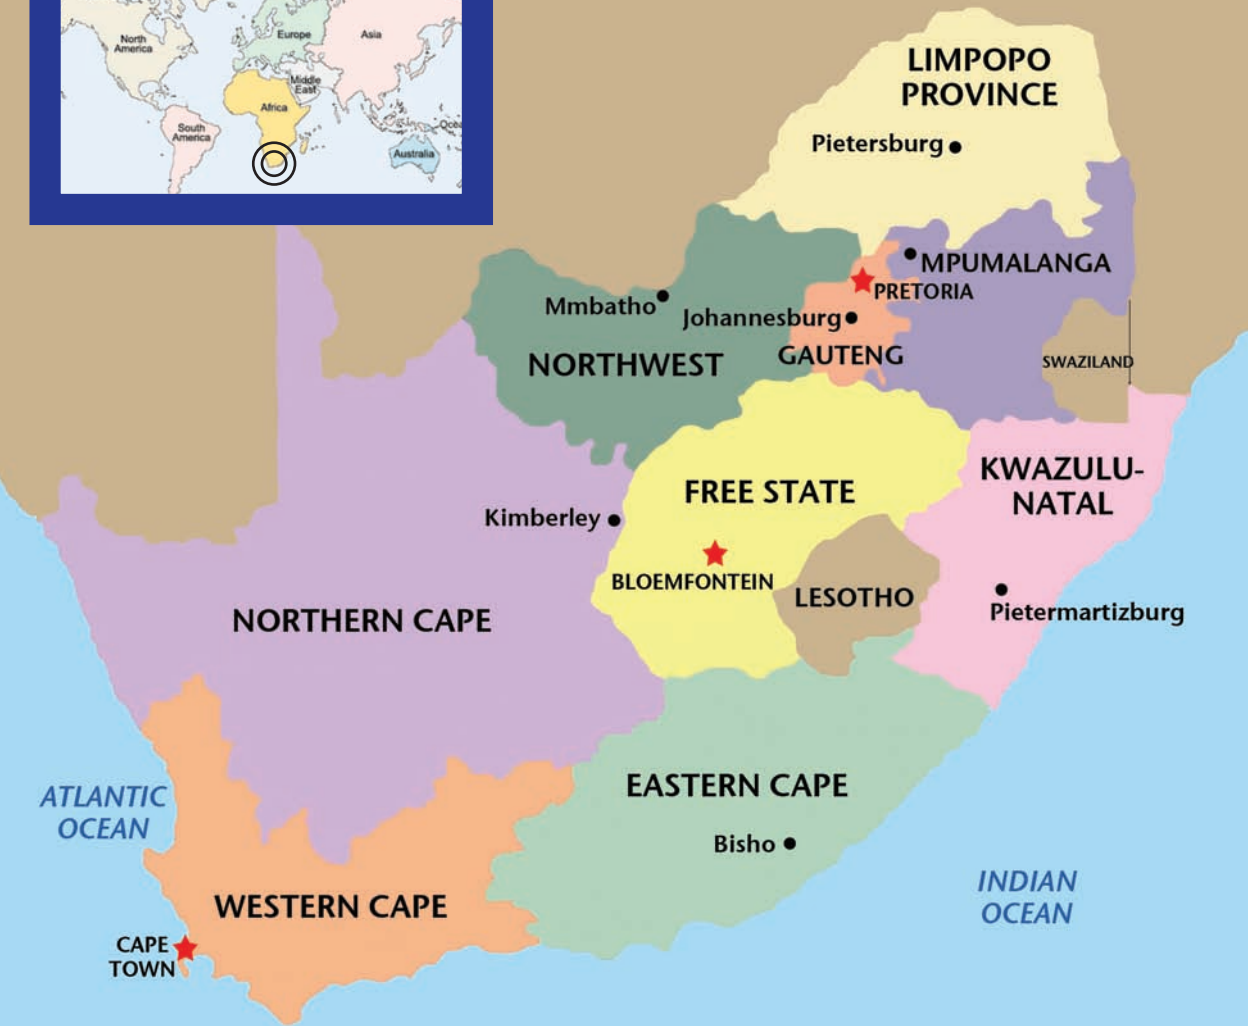 North
America
Europe
Asia
Middle
East
Africa
South
America
Australia
LIMPOPO
PROVINCE
Pietersburg
MPUMALANGA
PRETORIA
Mmbatho
Johannesburg
GAUTENG
NORTHWEST
SWAZILAND
KWAZULU-
NATAL
FREE STATE
Kimberley
BLOEMFONTEIN
LESOTHO
Pietermartizburg
NORTHERN CAPE
EASTERN CAPE
ATLANTIC
OCEAN
Bisho
INDIAN
OCEAN
WESTERN CAPE
CAPE
TOWN